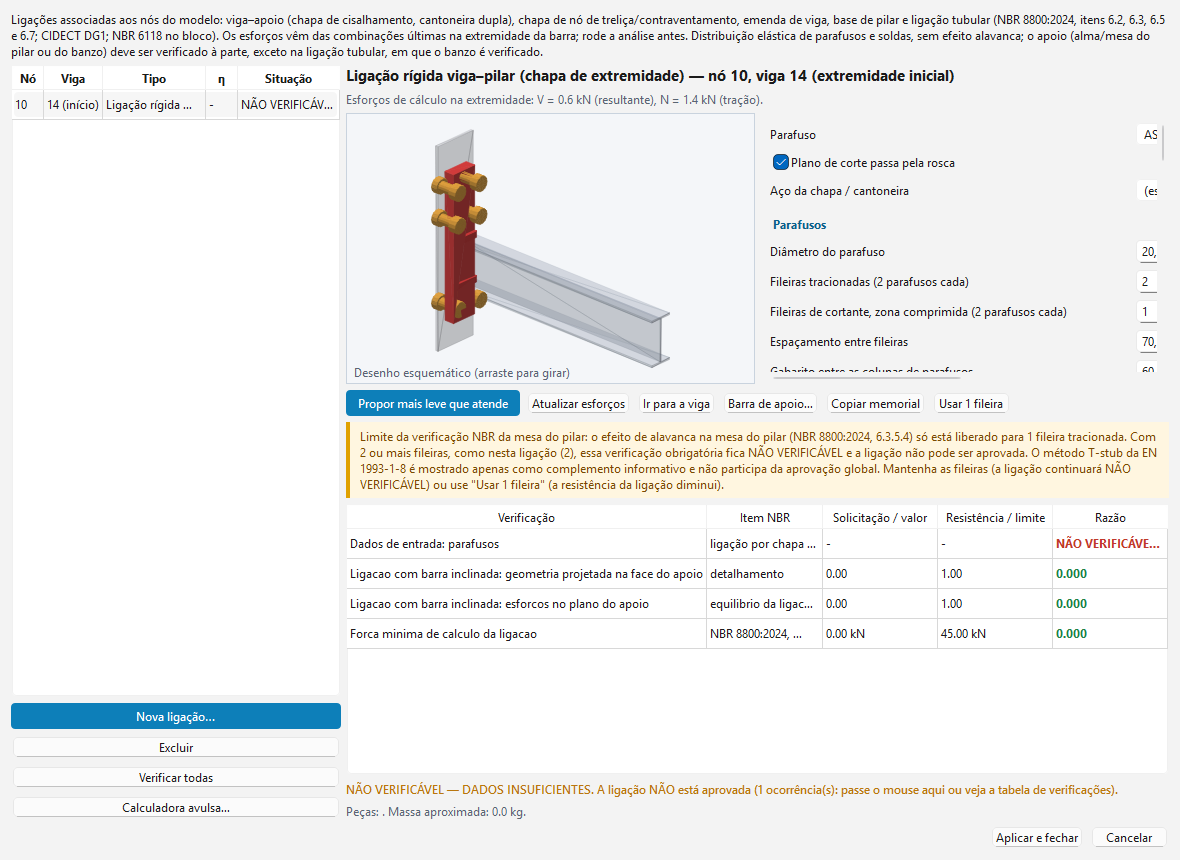 Ligações associadas aos nós do modelo: viga–apoio (chapa de cisalhamento, cantoneira dupla), chapa de nó de treliça/contraventamento, emenda de viga, base de pilar e ligação tubular (NBR 8800:2024, itens 6.2, 6.3, 6.5
e 6.7; CIDECT DG1; NBR 6118 no bloco). Os esforços vêm das combinações últimas na extremidade da barra; rode a análise antes. Distribuição elástica de parafusos e soldas, sem efeito alavanca; o apoio (alma/mesa do
pilar ou do banzo) deve ser verificado à parte, exceto na ligação tubular, em que o banzo é verificado.
Nó Viga Tipo η Situação
10 14 (início) Ligação rígida ... - NÃO VERIFICÁV...
Nova ligação...
Excluir
Verificar todas
Calculadora avulsa...
Ligação rígida viga–pilar (chapa de extremidade) — nó 10, viga 14 (extremidade inicial)
Esforços de cálculo na extremidade: V = 0.6 kN (resultante), N = 1.4 kN (tração).
Desenho esquemático (arraste para girar)
Parafuso AS
Plano de corte passa pela rosca
Aço da chapa / cantoneira (es
Parafusos
Diâmetro do parafuso 20,
Fileiras tracionadas (2 parafusos cada) 2
Fileiras de cortante, zona comprimida (2 parafusos cada) 1
Espaçamento entre fileiras 70,
Gabarito entre as colunas de parafusos 60
Propor mais leve que atende Atualizar esforços Ir para a viga Barra de apoio... Copiar memorial Usar 1 fileira
Limite da verificação NBR da mesa do pilar: o efeito de alavanca na mesa do pilar (NBR 8800:2024, 6.3.5.4) só está liberado para 1 fileira tracionada. Com
2 ou mais fileiras, como nesta ligação (2), essa verificação obrigatória fica NÃO VERIFICÁVEL e a ligação não pode ser aprovada. O método T-stub da EN
1993-1-8 é mostrado apenas como complemento informativo e não participa da aprovação global. Mantenha as fileiras (a ligação continuará NÃO
VERIFICÁVEL) ou use "Usar 1 fileira" (a resistência da ligação diminui).
Verificação Item NBR Solicitação / valor Resistência / limite Razão
Dados de entrada: parafusos ligação por chapa ... - - NÃO VERIFICÁVE...
Ligacao com barra inclinada: geometria projetada na face do apoio detalhamento 0.00 1.00 0.000
Ligacao com barra inclinada: esforcos no plano do apoio equilibrio da ligac... 0.00 1.00 0.000
Forca minima de calculo da ligacao NBR 8800:2024, ... 0.00 kN 45.00 kN 0.000
NÃO VERIFICÁVEL — DADOS INSUFICIENTES. A ligação NÃO está aprovada (1 ocorrência(s): passe o mouse aqui ou veja a tabela de verificações).
Peças: . Massa aproximada: 0.0 kg.
Aplicar e fechar Cancelar